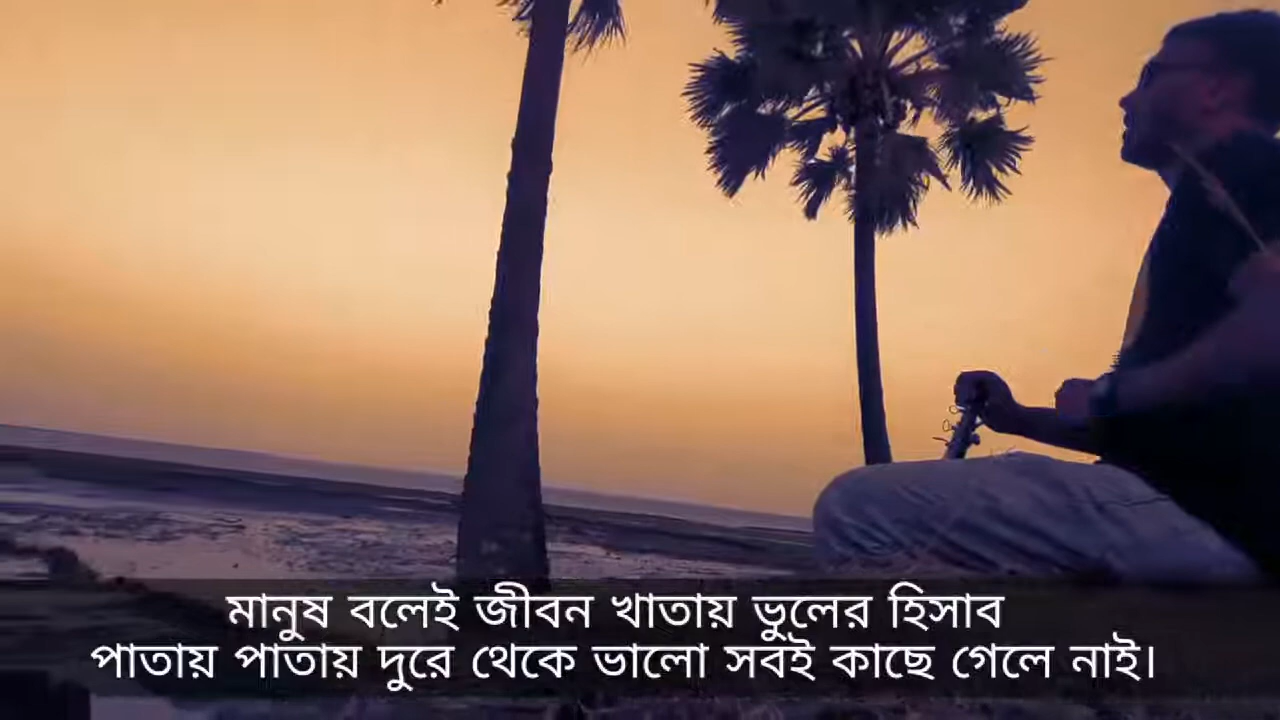 মানুষ বলেই জীবন খাতায় ভুলের হিসাব
পাতায় পাতায় দুরে থেকে ভালো সবই কাছে গেলে নাই।